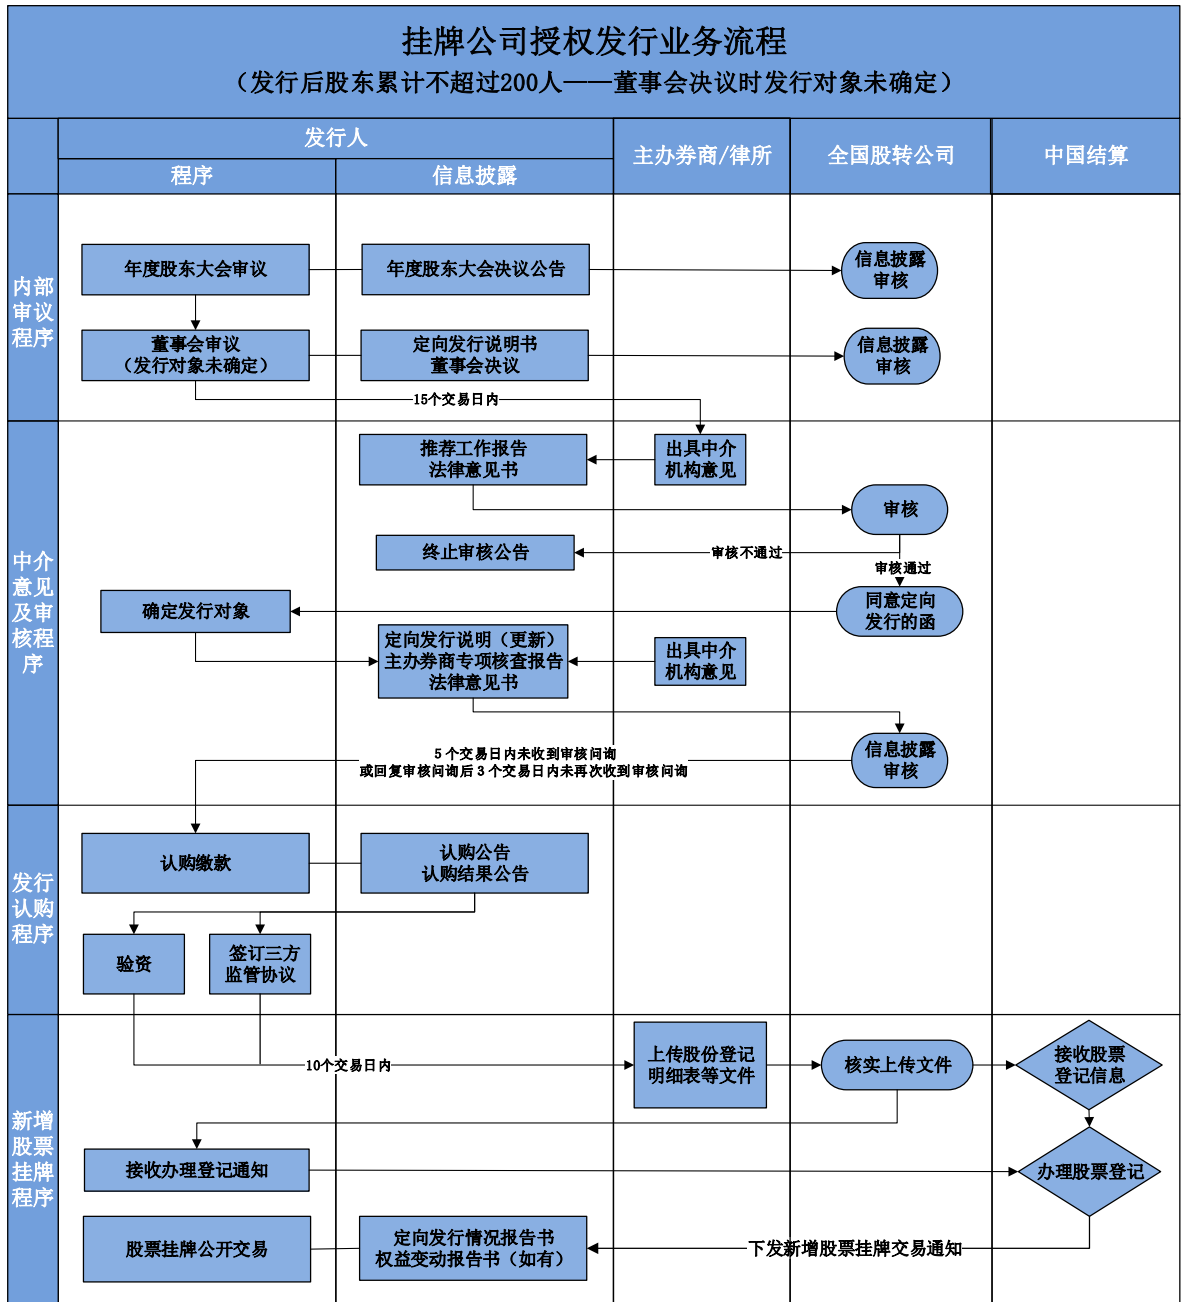 挂牌公司授权发行业务流程
（发行后股东累计不超过200人——董事会决议时发行对象未确定）
发行人
主办券商/律所
全国股转公司
中国结算
程序
信息披露
内部
审议
程序
年度股东大会审议
年度股东大会决议公告
信息披露
审核
董事会审议
（发行对象未确定）
定向发行说明书
董事会决议
信息披露
审核
15个交易日内
中介
意见
及审
核程
序
推荐工作报告
法律意见书
出具中介
机构意见
审核
终止审核公告
审核不通过
审核通过
确定发行对象
同意定向
发行的函
定向发行说明（更新）
主办券商专项核查报告
法律意见书
出具中介
机构意见
5 个交易日内未收到审核问询
或回复审核问询后 3 个交易日内未再次收到审核问询
信息披露
审核
发行
认购
程序
认购缴款
认购公告
认购结果公告
验资
签订三方
监管协议
新增
股票
挂牌
程序
10个交易日内
上传股份登记
明细表等文件
核实上传文件
接收股票
登记信息
接收办理登记通知
办理股票登记
股票挂牌公开交易
定向发行情况报告书
权益变动报告书（如有）
下发新增股票挂牌交易通知